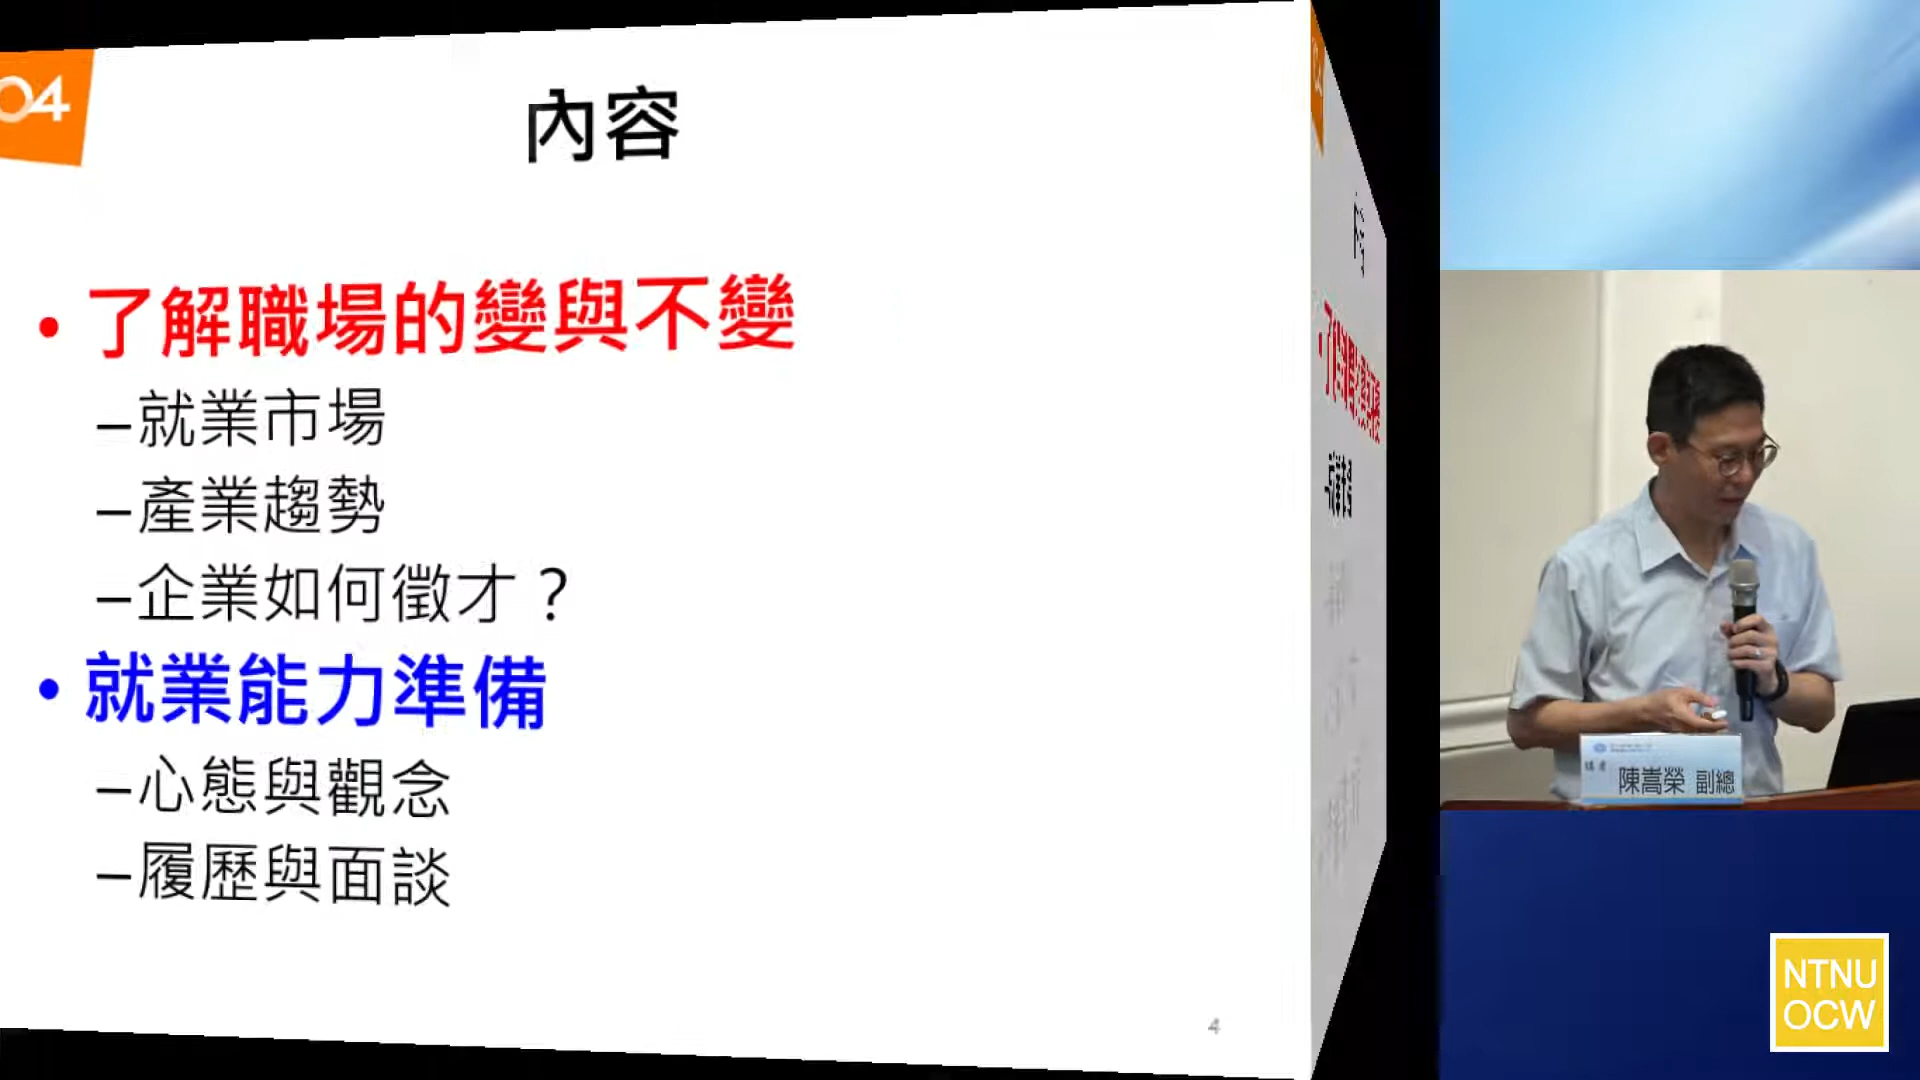 04
內容
• 了解職場的變與不變
–就業市場
–產業趨勢
–企業如何徵才？
• 就業能力準備
–心態與觀念
–履歷與面談
4
講者
陳嵩榮 副總
NTNU
OCW